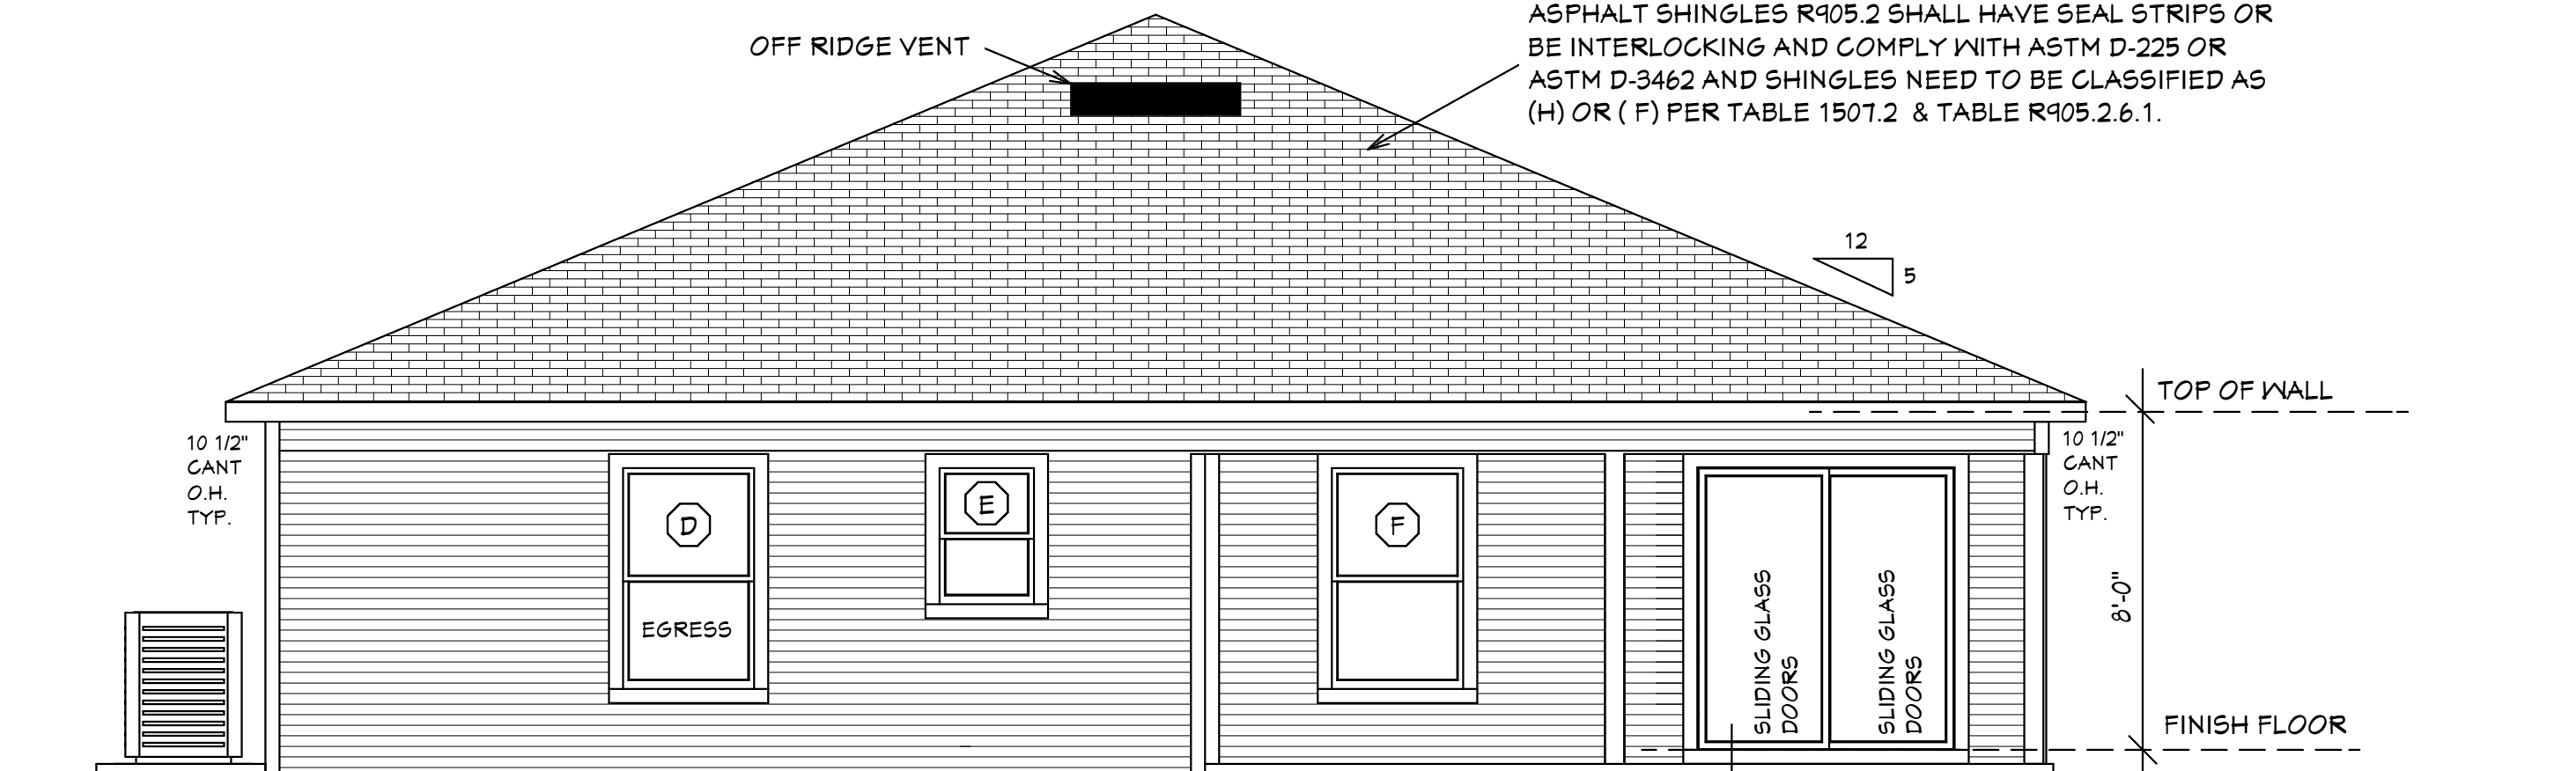 ASPHALT SHINGLES R905.2 SHALL HAVE SEAL STRIPS OR
BE INTERLOCKING AND COMPLY WITH ASTM D-225 OR
ASTM D-3462 AND SHINGLES NEED TO BE CLASSIFIED AS
(H) OR ( F) PER TABLE 1507.2 & TABLE R905.2.6.1.
OFF RIDGE VENT
12
5
TOP OF WALL
10 1/2"
CANT
O.H.
TYP.
10 1/2"
CANT
O.H.
TYP.
D
E
F
EGRESS
SLIDING GLASS
DOORS
SLIDING GLASS
DOORS
8'-0"
FINISH FLOOR